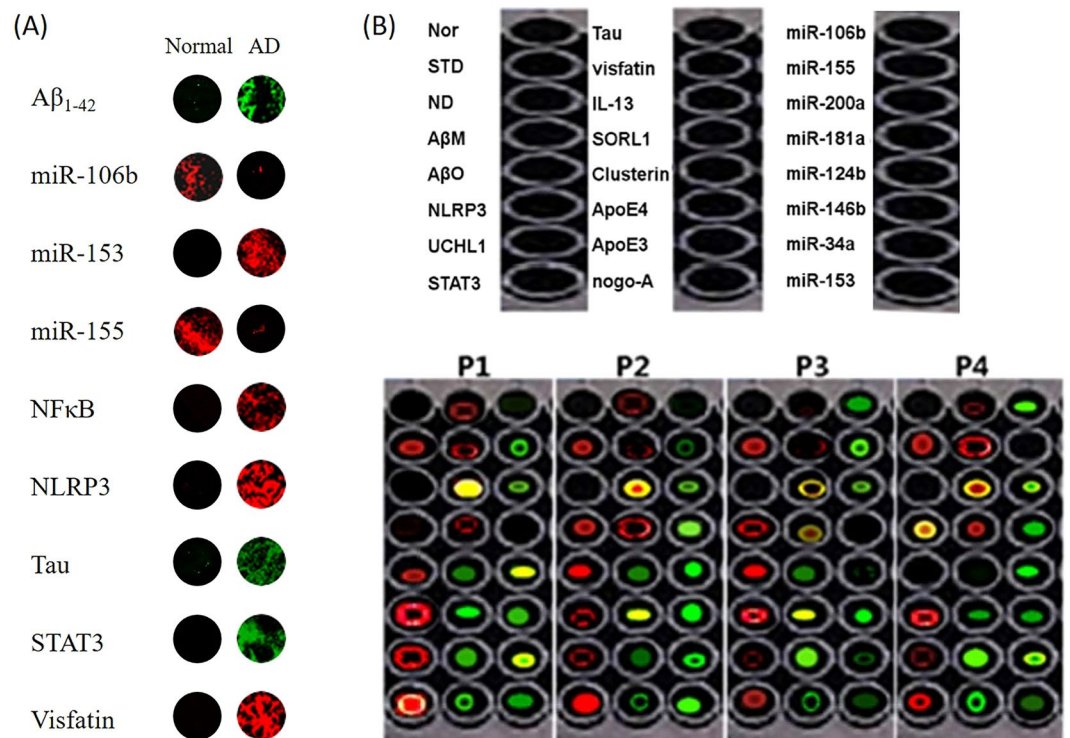 (A)
Normal AD
Aβ1-42
miR-106b
miR-153
miR-155
NFκB
NLRP3
Tau
STAT3
Visfatin
(B)
Nor Tau miR-106b
STD visfatin miR-155
ND IL-13 miR-200a
AβM SORL1 miR-181a
AβO Clusterin miR-124b
NLRP3 ApoE4 miR-146b
UCHL1 ApoE3 miR-34a
STAT3 nogo-A miR-153
P1 P2 P3 P4